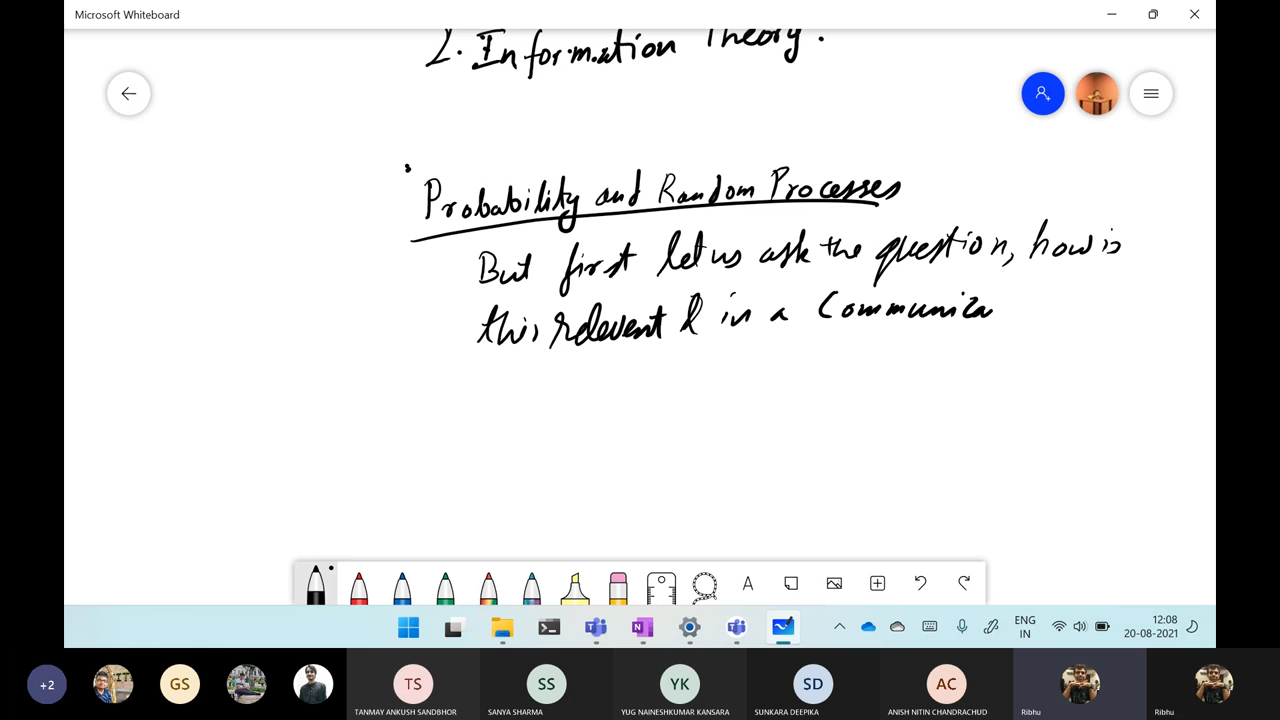 Microsoft Whiteboard
2. Information Theory.
Probability and Random Processes
But first let us ask the question, how is
this relevent in a Communica
A
ENG
IN
12:08
20-08-2021
+2
GS
TS
SS
YK
SD
AC
TANMAY ANKUSH SANDBHOR
SANYA SHARMA
YUG NAINESHKUMAR KANSARA
SUNKARA DEEPIKA
ANISH NITIN CHANDRACHUD
Ribhu
Ribhu